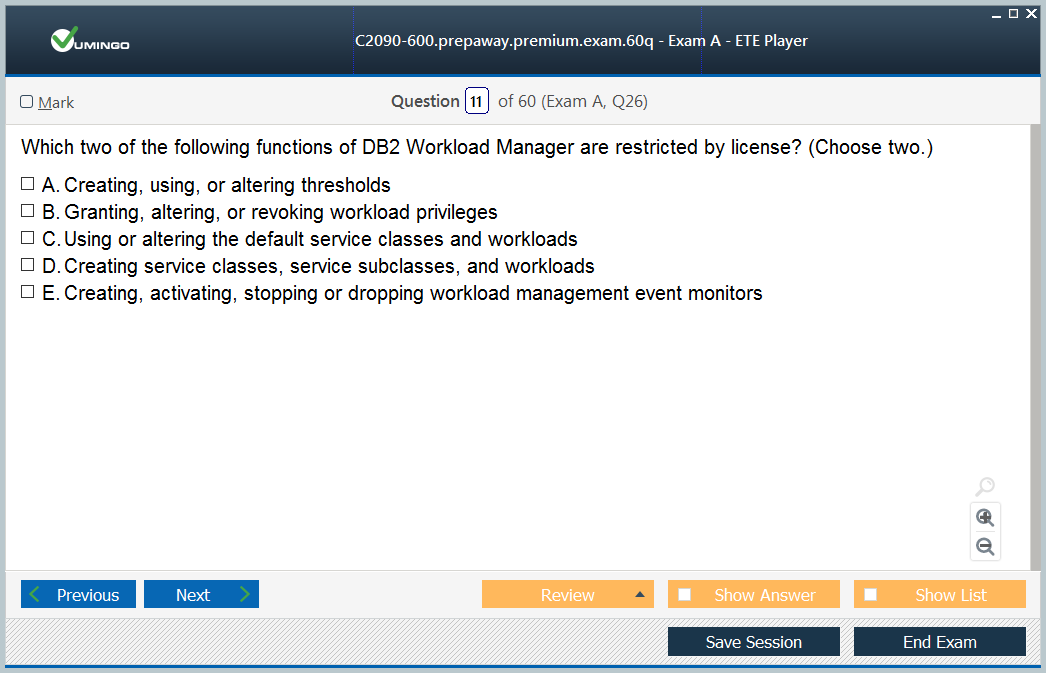 VUMINGO
C2090-600.prepaway.premium.exam.60q - Exam A - ETE Player
Mark
Question 11 of 60 (Exam A, Q26)
Which two of the following functions of DB2 Workload Manager are restricted by license? (Choose two.)
A. Creating, using, or altering thresholds
B. Granting, altering, or revoking workload privileges
C. Using or altering the default service classes and workloads
D. Creating service classes, service subclasses, and workloads
E. Creating, activating, stopping or dropping workload management event monitors
Previous Next Review Show Answer Show List
Save Session End Exam